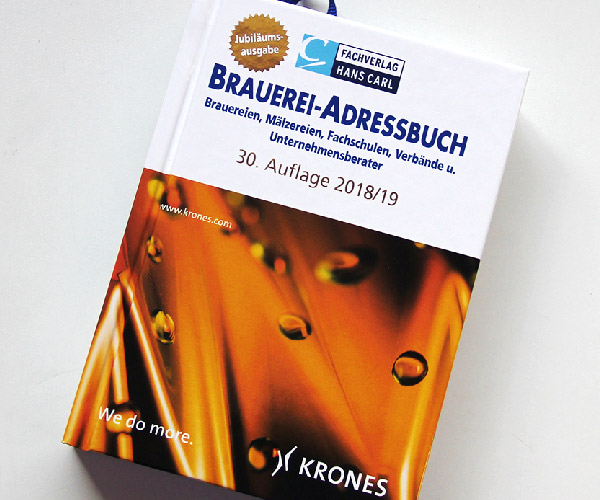 Jubiläums-
ausgabe
FACHVERLAG
HANS CARL
BRAUEREI-ADRESSBUCH
Brauereien, Mälzereien, Fachschulen, Verbände u.
Unternehmensberater
30. Auflage 2018/19
www.krones.com
We do more.
KRONES